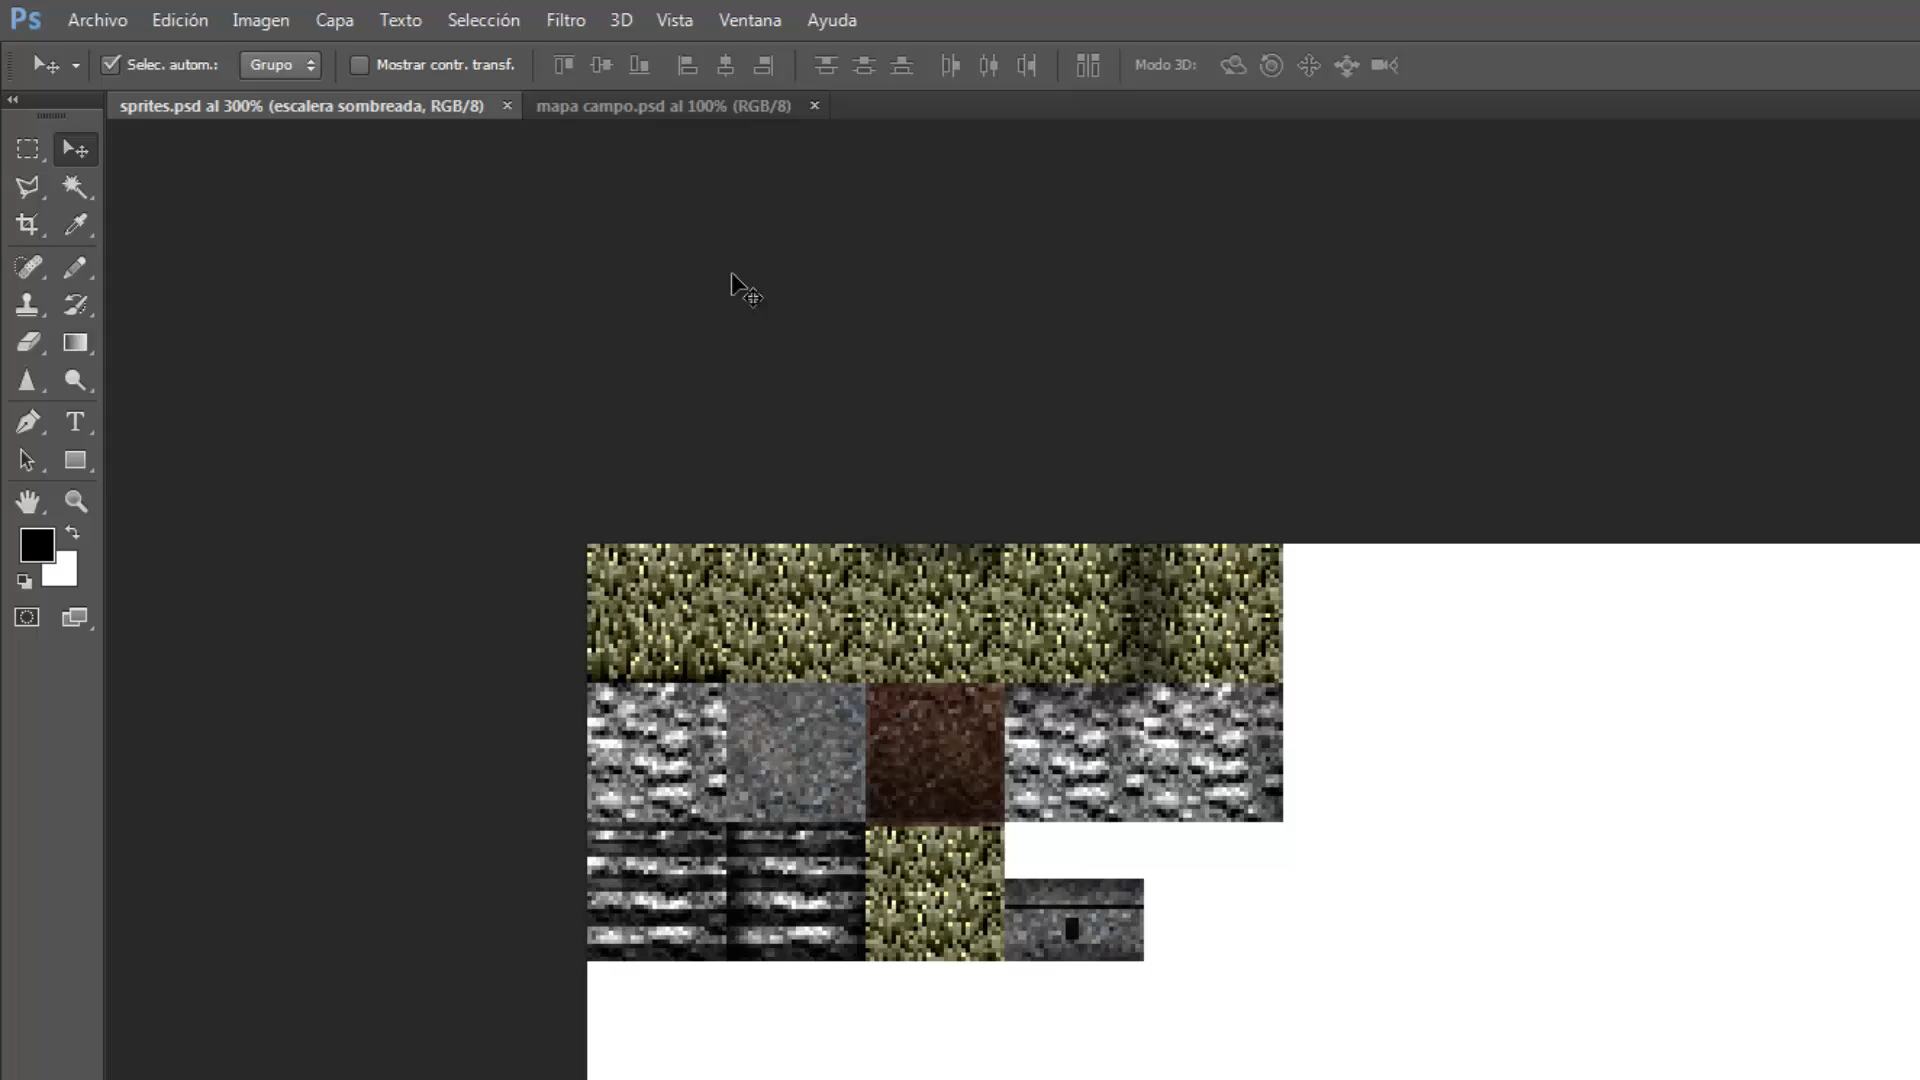 Ps Archivo Edición Imagen Capa Texto Selección Filtro 3D Vista Ventana Ayuda
Selec. autom.: Grupo Mostrar contr. transf. Modo 3D:
sprites.psd al 300% (escalera sombreada, RGB/8) × mapa campo.psd al 100% (RGB/8) ×
T